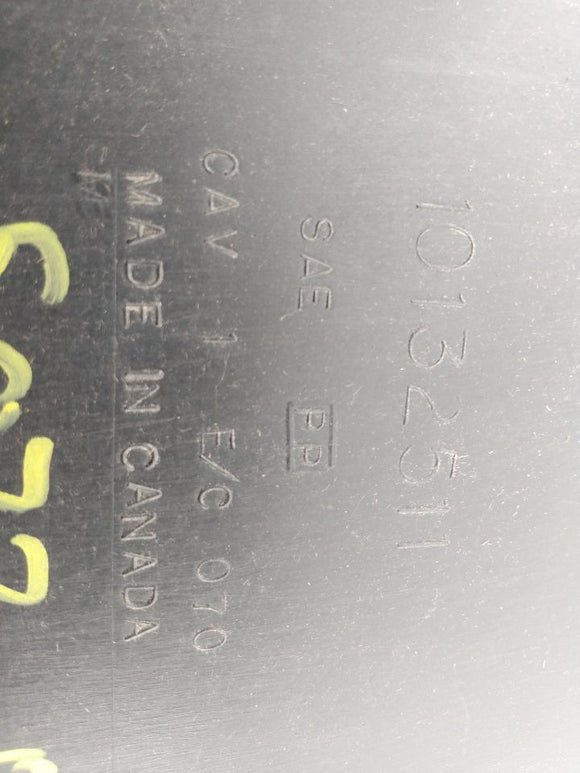 10132511
SAE PP
CAV 1 E/C 070
MADE IN CANADA